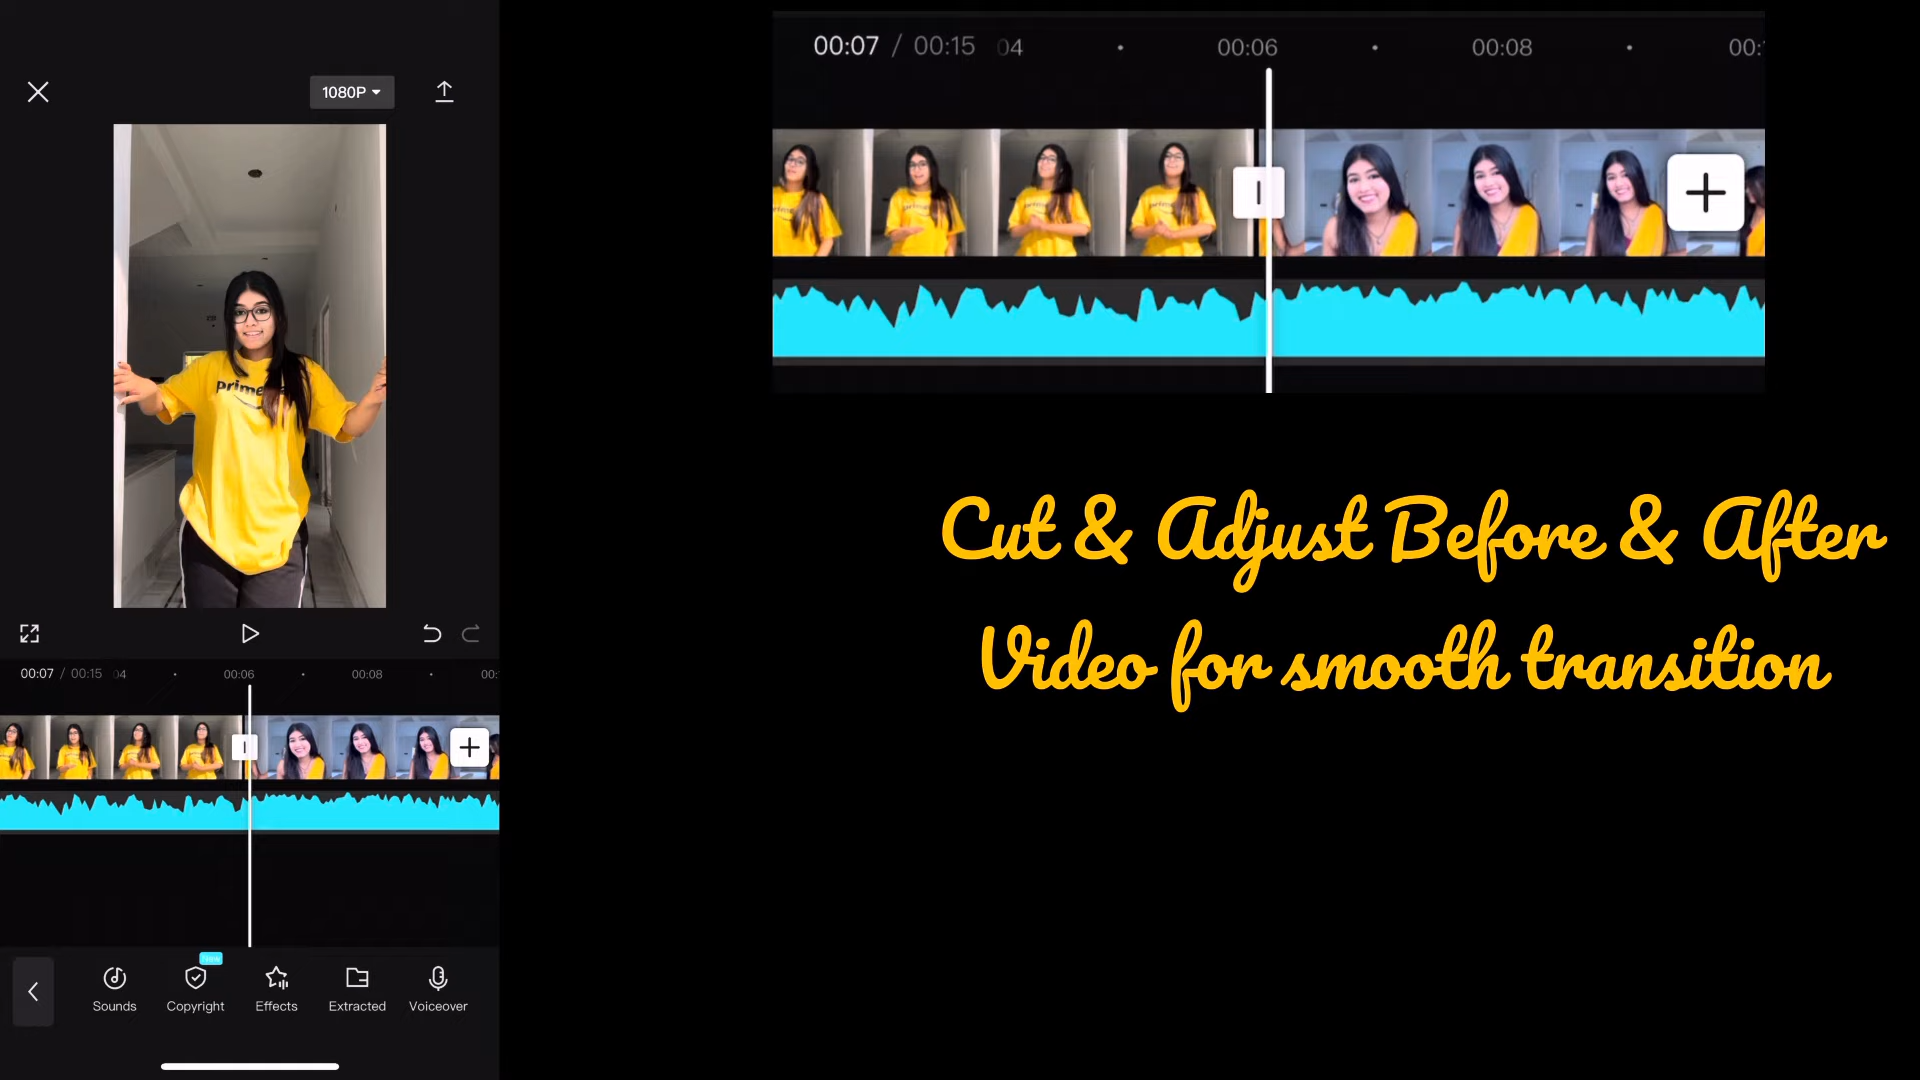 1080P
prime
00:07 / 00:15 04 00:06 00:08 00:
New
Sounds Copyright Effects Extracted Voiceover
00:07 / 00:15 04 00:06 00:08 00:
Cut & Adjust Before & After
Video for smooth transition